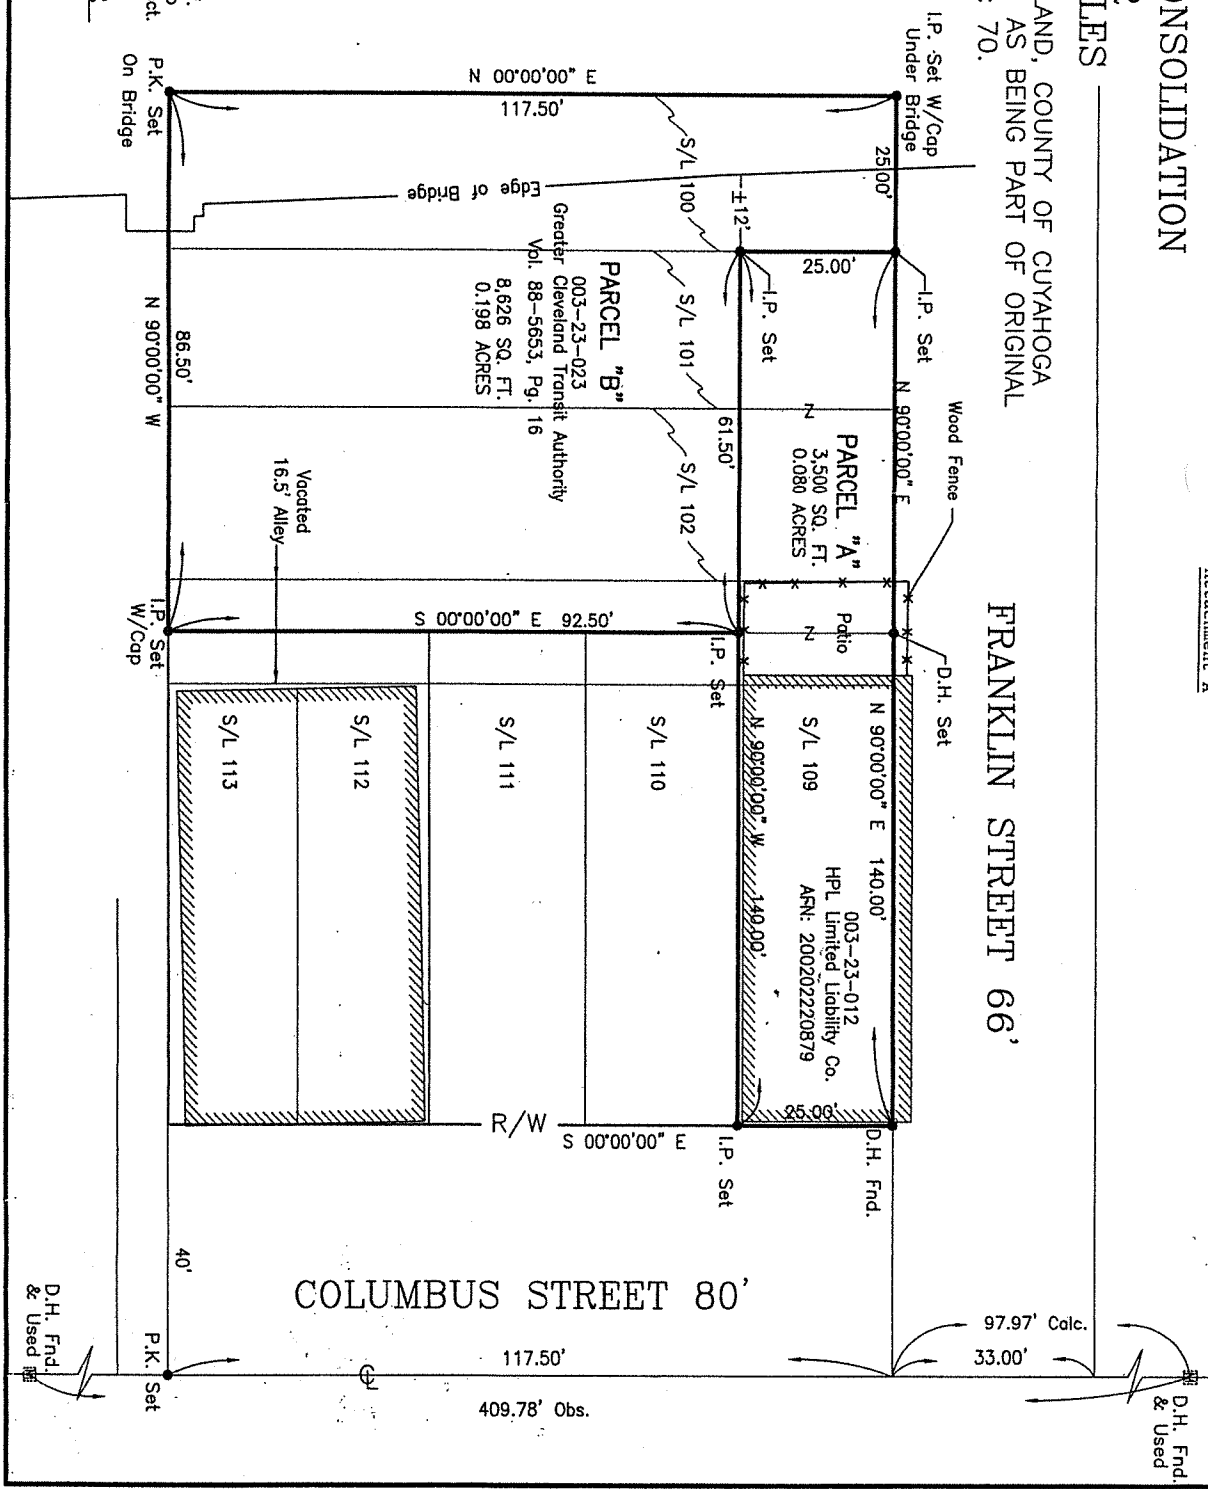 ONSOLIDATION
LES
LAND, COUNTY OF CUYAHOGA
AS BEING PART OF ORIGINAL
70.
ct.
I.P. Set W/Cap
Under Bridge
P.K. Set
On Bridge
N 00°00'00" E
117.50'
25.00'
S/L 100
±12'
Edge of Bridge
25.00'
I.P. Set
I.P. Set
PARCEL "B"
003-23-023
Greater Cleveland Transit Authority
Vol. 88-5653, Pg. 16
8,626 SQ. FT.
0.198 ACRES
S/L 101
61.50'
S/L 102
N 90°00'00" W
86.50'
N 90°00'00" E
Z
PARCEL "A"
3,500 SQ. FT.
0.080 ACRES
Wood Fence
Vacated
16.5' Alley
Patio
Z
D.H. Set
I.P. Set
W/Cap
S 00°00'00" E 92.50'
I.P. Set
FRANKLIN STREET 66'
S/L 113
S/L 112
S/L 111
S/L 110
S/L 109
N 90°00'00" E 140.00'
N 90°00'00" W 140.00'
003-23-012
HPL Limited Liability Co.
AFN: 200202220879
25.00'
R/W
S 00°00'00" E
I.P. Set
D.H. Fnd.
40'
COLUMBUS STREET 80'
97.97' Calc.
33.00'
117.50'
409.78' Obs.
P.K. Set
D.H. Fnd.
& Used
D.H. Fnd.
& Used